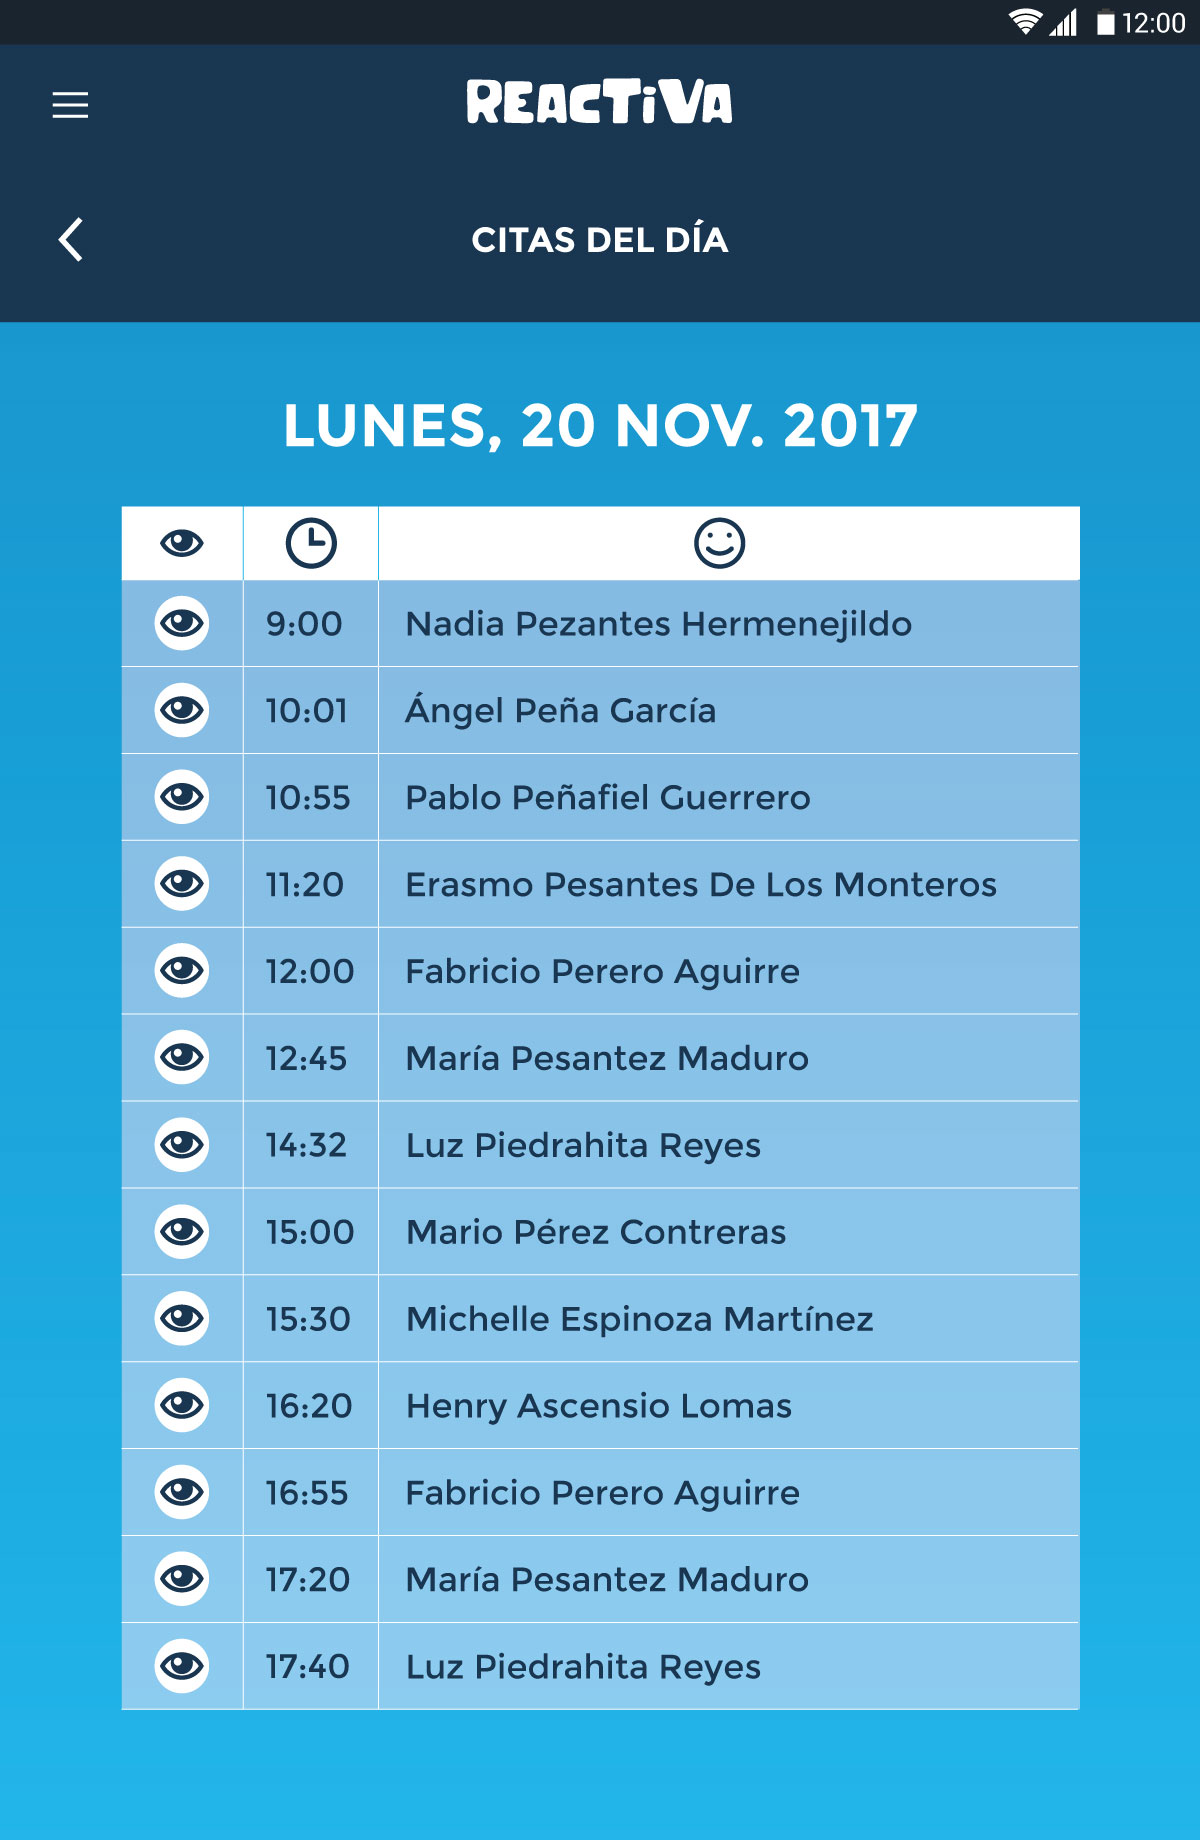 12:00
REACTiVA
CITAS DEL DÍA
LUNES, 20 NOV. 2017
9:00 Nadia Pezantes Hermenejildo
10:01 Ángel Peña García
10:55 Pablo Peñafiel Guerrero
11:20 Erasmo Pesantes De Los Monteros
12:00 Fabricio Perero Aguirre
12:45 María Pesantez Maduro
14:32 Luz Piedrahita Reyes
15:00 Mario Pérez Contreras
15:30 Michelle Espinoza Martínez
16:20 Henry Ascensio Lomas
16:55 Fabricio Perero Aguirre
17:20 María Pesantez Maduro
17:40 Luz Piedrahita Reyes